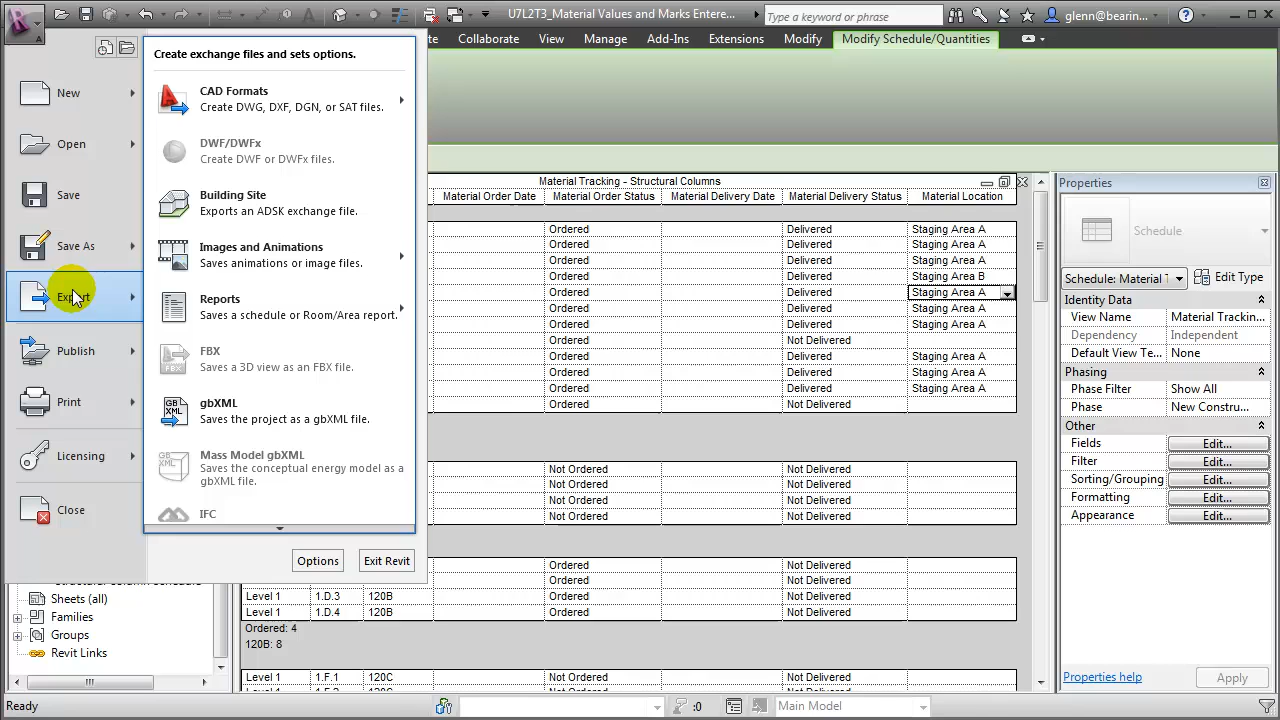 U7L2T3_Material Values and Marks Entere...
Type a keyword or phrase
glenn@bearin...
Collaborate View Manage Add-Ins Extensions Modify Modify Schedule/Quantities
New
Open
Save
Save As
Export
Publish
Print
Licensing
Close
Create exchange files and sets options.
CAD Formats
Create DWG, DXF, DGN, or SAT files.
DWF/DWFx
Create DWF or DWFx files.
Building Site
Exports an ADSK exchange file.
Images and Animations
Saves animations or image files.
Reports
Saves a schedule or Room/Area report.
FBX
Saves a 3D view as an FBX file.
gbXML
Saves the project as a gbXML file.
Mass Model gbXML
Saves the conceptual energy model as a
gbXML file.
IFC
Options Exit Revit
Material Tracking - Structural Columns
Material Order Date Material Order Status Material Delivery Date Material Delivery Status Material Location
Ordered Delivered Staging Area A
Ordered Delivered Staging Area A
Ordered Delivered Staging Area A
Ordered Delivered Staging Area B
Ordered Delivered Staging Area A
Ordered Delivered Staging Area A
Ordered Delivered Staging Area A
Ordered Not Delivered
Ordered Delivered Staging Area A
Ordered Delivered Staging Area A
Ordered Delivered Staging Area A
Ordered Not Delivered
Not Ordered Not Delivered
Not Ordered Not Delivered
Not Ordered Not Delivered
Not Ordered Not Delivered
Ordered Not Delivered
Ordered Not Delivered
Level 1 1.D.3 120B Ordered Not Delivered
Level 1 1.D.4 120B Ordered Not Delivered
Ordered: 4
120B: 8
Level 1 1.F.1 120C Not Ordered Not Delivered
Sheets (all)
Families
Groups
Revit Links
Properties
Schedule
Schedule: Material T Edit Type
Identity Data
View Name Material Trackin...
Dependency Independent
Default View Te... None
Phasing
Phase Filter Show All
Phase New Constru...
Other
Fields Edit...
Filter Edit...
Sorting/Grouping Edit...
Formatting Edit...
Appearance Edit...
Properties help Apply
Ready :0 Main Model